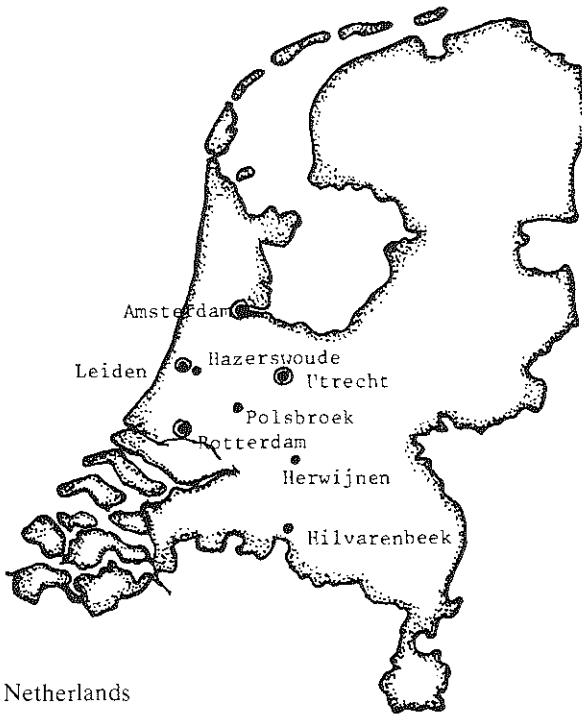 Amsterdam
Hazerswoude
Leiden
Utrecht
Polsbroek
Rotterdam
Herwijnen
Hilvarenbeek
Netherlands